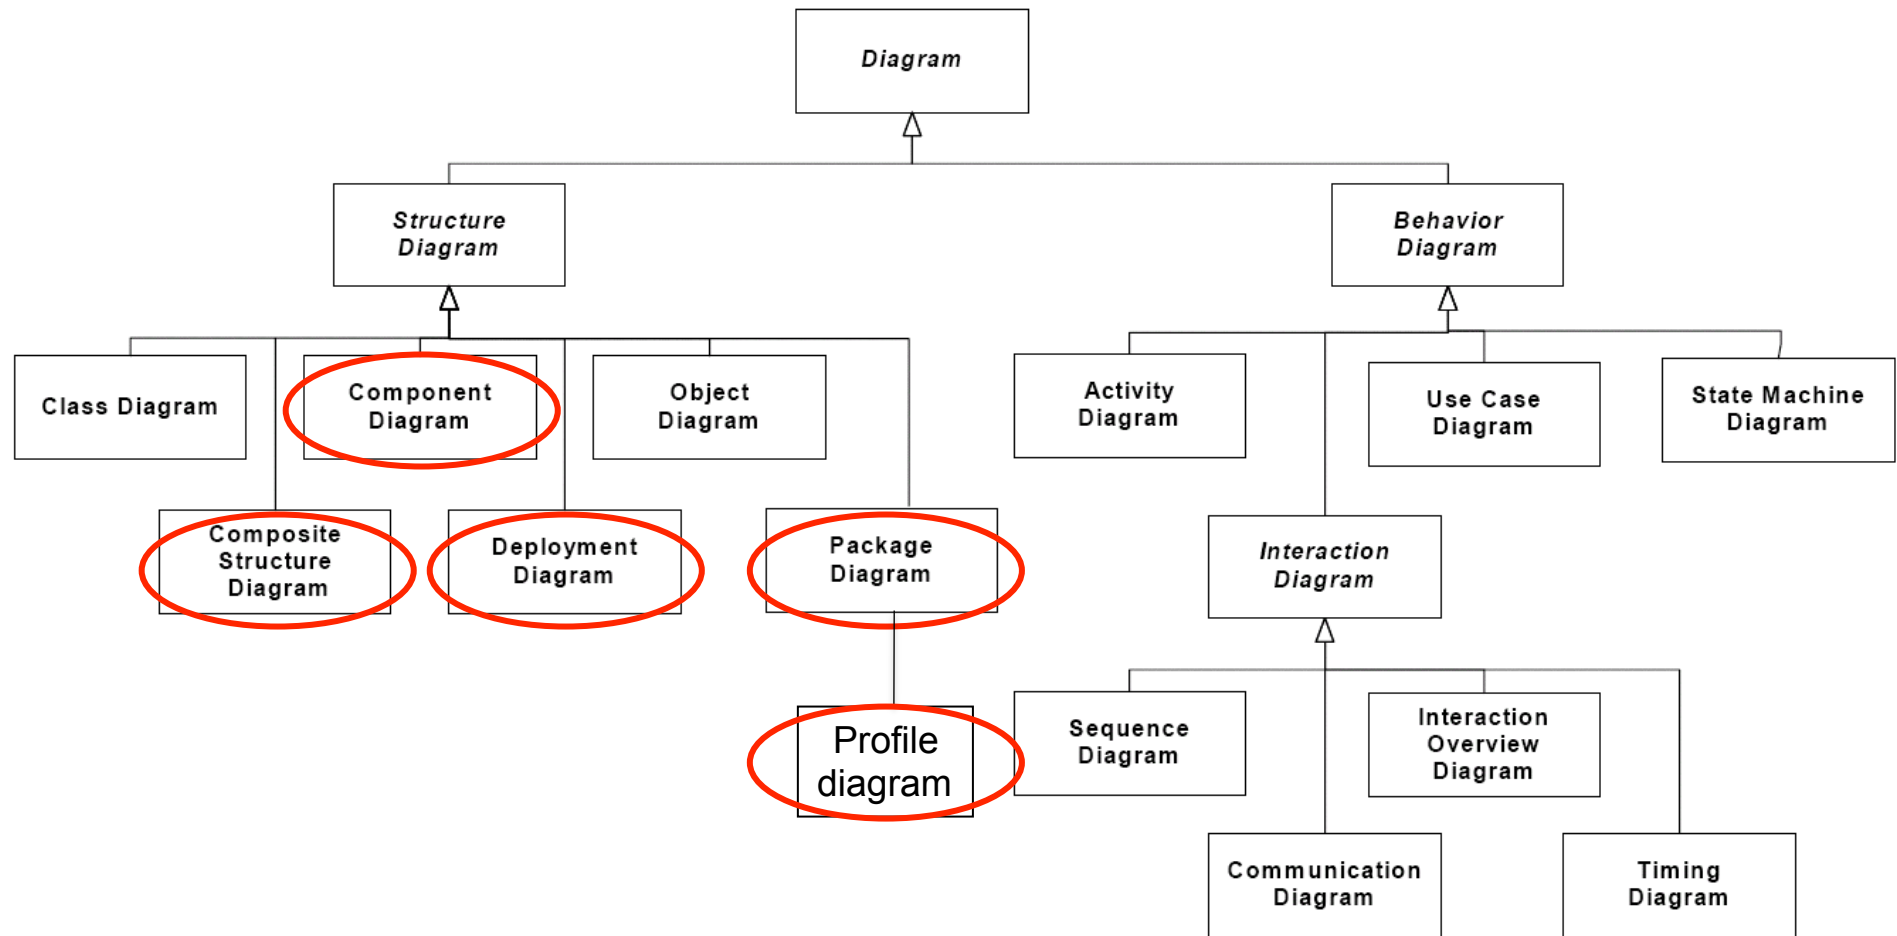 Diagram
Structure
Diagram
Behavior
Diagram
Class Diagram
Component
Diagram
Object
Diagram
Activity
Diagram
Use Case
Diagram
State Machine
Diagram
Composite
Structure
Diagram
Deployment
Diagram
Package
Diagram
Interaction
Diagram
Profile
diagram
Sequence
Diagram
Interaction
Overview
Diagram
Communication
Diagram
Timing
Diagram